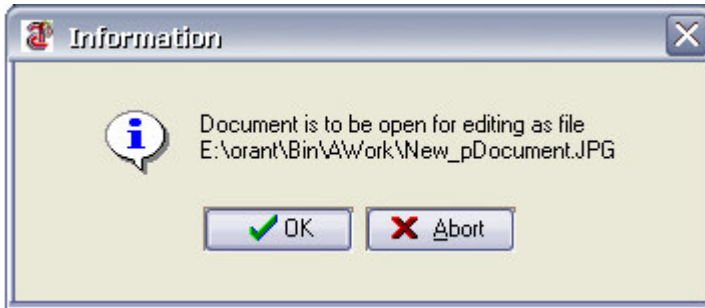 Information
Document is to be open for editing as file
E:\orant\Bin\AWork\New_pDocument.JPG
OK
Abort